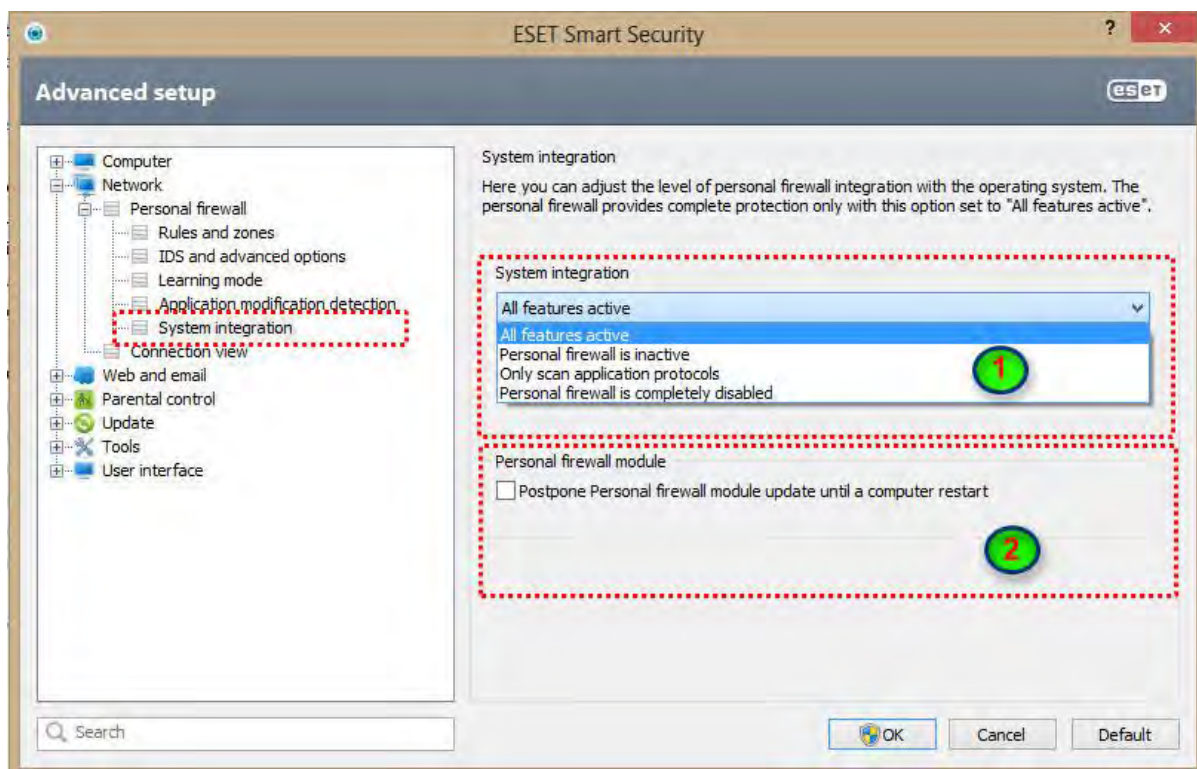 ESET Smart Security
?
×
Advanced setup
eset
Computer
Network
Personal firewall
Rules and zones
IDS and advanced options
Learning mode
Application modification detection
System integration
Connection view
Web and email
Parental control
Update
Tools
User interface
Search
System integration
Here you can adjust the level of personal firewall integration with the operating system. The
personal firewall provides complete protection only with this option set to "All features active".
System integration
All features active
All features active
Personal firewall is inactive
Only scan application protocols
Personal firewall is completely disabled
1
Personal firewall module
Postpone Personal firewall module update until a computer restart
2
OK
Cancel
Default